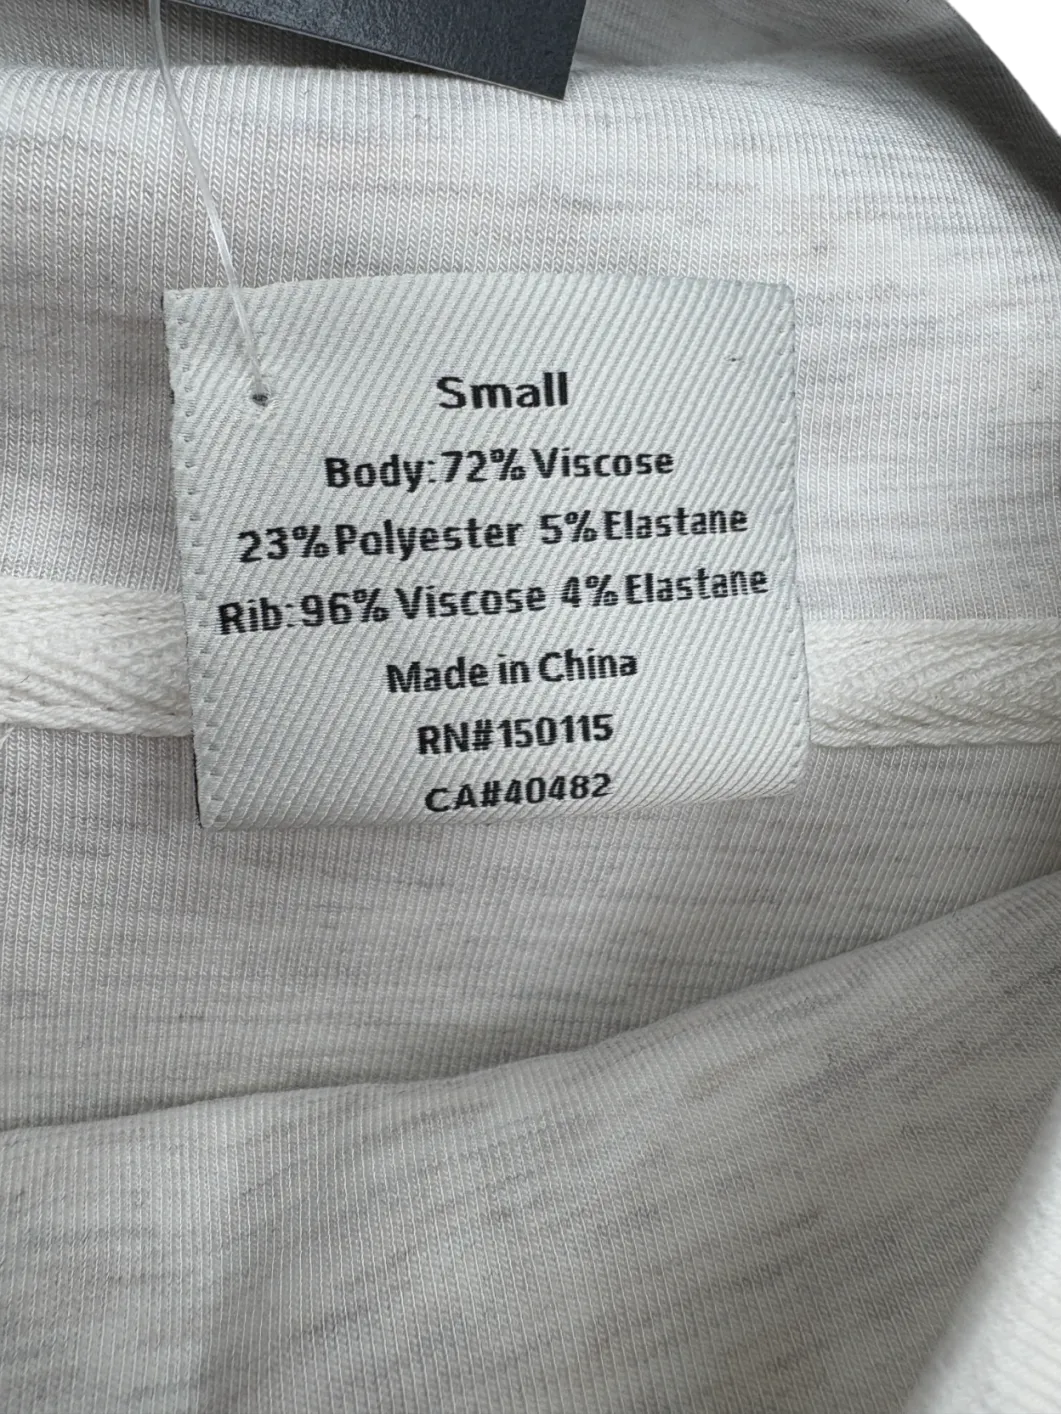 Small
Body:72% Viscose
23% Polyester 5% Elastane
Rib:96% Viscose 4% Elastane
Made in China
RN#150115
CA#40482